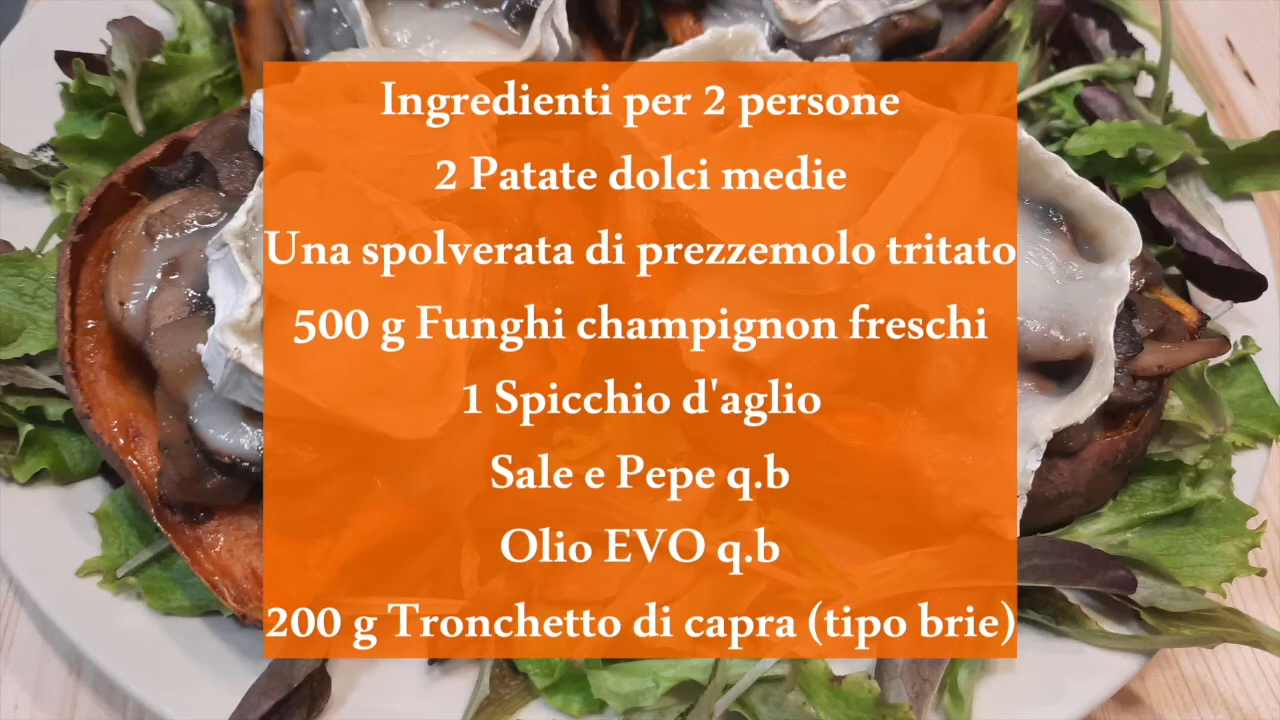 Ingredienti per 2 persone
2 Patate dolci medie
Una spolverata di prezzemolo tritato
500 g Funghi champignon freschi
1 Spicchio d'aglio
Sale e Pepe q.b
Olio EVO q.b
200 g Tronchetto di capra (tipo brie)